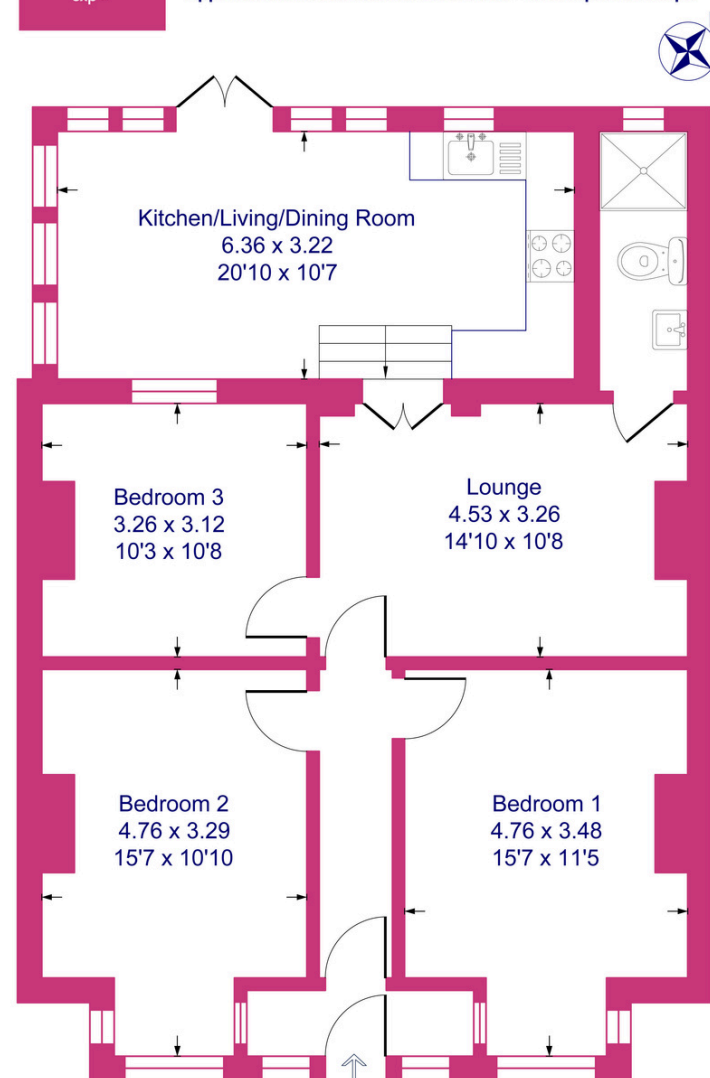 Kitchen/Living/Dining Room
6.36 x 3.22
20'10 x 10'7
Bedroom 3
3.26 x 3.12
10'3 x 10'8
Lounge
4.53 x 3.26
14'10 x 10'8
Bedroom 2
4.76 x 3.29
15'7 x 10'10
Bedroom 1
4.76 x 3.48
15'7 x 11'5